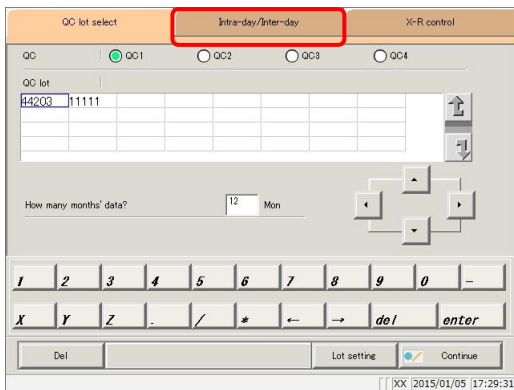 QC lot select Intra-day/Inter-day X-R control
QC QC1 QC2 QC3 QC4
QC lot
44203 11111
How many months' data? 12 Mon
1 2 3 4 5 6 7 8 9 0 -
X Y Z . / * ← → del enter
Del Lot setting Continue
XX 2015/01/05 17:29:31